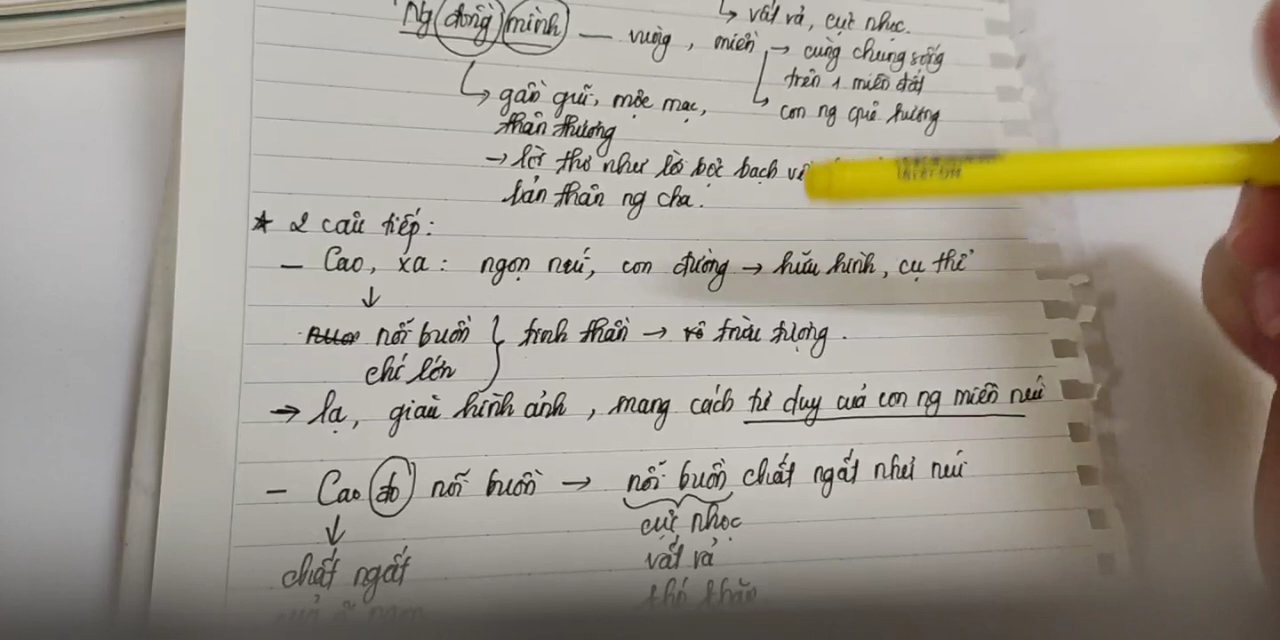 ↳ vất vả, cực nhọc.
Ng đồng mình — vùng, miền → cùng chung sống
trên 1 miền đất
↳ gần gũi, mộc mạc, ↳ con ng quê hương
thân thương
→ lời thơ như lời bộc bạch về
bản thân ng cha.
* 2 câu tiếp:
- Cao, xa: ngọn núi, con đường → hữu hình, cụ thể
↓
nỗi buồn } tinh thần → trừu tượng.
chí lớn
→ lạ, giàu hình ảnh, mang cách tư duy của con ng miền núi
- Cao đo nỗi buồn → nỗi buồn chất ngất như núi
↓ cực nhọc
chất ngất vất vả
khó khăn